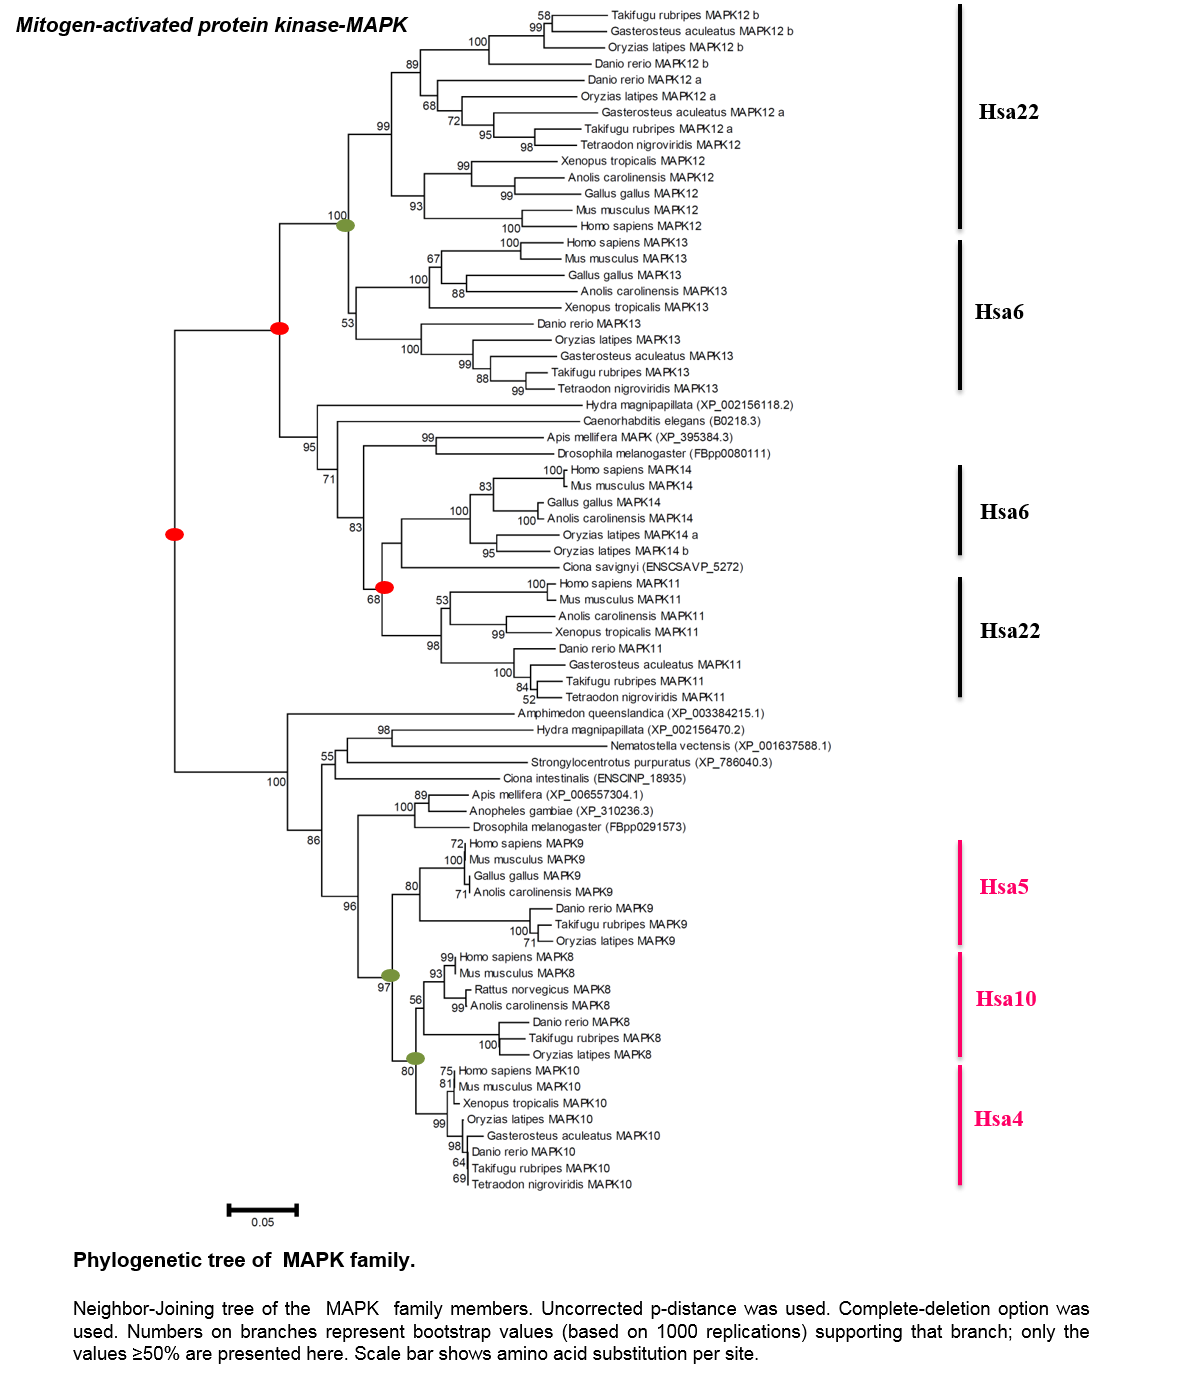 Mitogen-activated protein kinase-MAPK
58
Takifugu rubripes MAPK12 b
99
Gasterosteus aculeatus MAPK12 b
100
Oryzias latipes MAPK12 b
89
Danio rerio MAPK12 b
Danio rerio MAPK12 a
68
Oryzias latipes MAPK12 a
72
Gasterosteus aculeatus MAPK12 a
Hsa22
99
95
Takifugu rubripes MAPK12 a
98
Tetraodon nigroviridis MAPK12
99
Xenopus tropicalis MAPK12
Anolis carolinensis MAPK12
99
Gallus gallus MAPK12
93
Mus musculus MAPK12
100
100
Homo sapiens MAPK12
100
Homo sapiens MAPK13
67
Mus musculus MAPK13
100
Gallus gallus MAPK13
88
Anolis carolinensis MAPK13
Xenopus tropicalis MAPK13
Hsa6
53
Danio rerio MAPK13
100
Oryzias latipes MAPK13
99
Gasterosteus aculeatus MAPK13
88
Takifugu rubripes MAPK13
99
Tetraodon nigroviridis MAPK13
Hydra magnipapillata (XP_002156118.2)
Caenorhabditis elegans (B0218.3)
95
99
Apis mellifera MAPK (XP_395384.3)
Drosophila melanogaster (FBpp0080111)
71
100
Homo sapiens MAPK14
83
Mus musculus MAPK14
100
Gallus gallus MAPK14
Hsa6
83
100
Anolis carolinensis MAPK14
Oryzias latipes MAPK14 a
95
Oryzias latipes MAPK14 b
Ciona savignyi (ENSCSAVP_5272)
68
100
Homo sapiens MAPK11
53
Mus musculus MAPK11
Anolis carolinensis MAPK11
99
Xenopus tropicalis MAPK11
Hsa22
98
Danio rerio MAPK11
100
Gasterosteus aculeatus MAPK11
84
Takifugu rubripes MAPK11
52
Tetraodon nigroviridis MAPK11
Amphimedon queenslandica (XP_003384215.1)
98
Hydra magnipapillata (XP_002156470.2)
Nematostella vectensis (XP_001637588.1)
55
Strongylocentrotus purpuratus (XP_786040.3)
100
Ciona intestinalis (ENSCINP_18935)
89
Apis mellifera (XP_006557304.1)
100
Anopheles gambiae (XP_310236.3)
Drosophila melanogaster (FBpp0291573)
86
72
Homo sapiens MAPK9
100
Mus musculus MAPK9
80
Gallus gallus MAPK9
71
Anolis carolinensis MAPK9
Hsa5
96
Danio rerio MAPK9
100
Takifugu rubripes MAPK9
71
Oryzias latipes MAPK9
99
Homo sapiens MAPK8
93
Mus musculus MAPK8
97
Rattus norvegicus MAPK8
56
99
Anolis carolinensis MAPK8
Hsa10
Danio rerio MAPK8
100
Takifugu rubripes MAPK8
Oryzias latipes MAPK8
80
75
Homo sapiens MAPK10
81
Mus musculus MAPK10
Xenopus tropicalis MAPK10
99
Oryzias latipes MAPK10
Hsa4
98
Gasterosteus aculeatus MAPK10
Danio rerio MAPK10
64
Takifugu rubripes MAPK10
69
Tetraodon nigroviridis MAPK10
0.05
Phylogenetic tree of MAPK family.
Neighbor-Joining tree of the MAPK family members. Uncorrected p-distance was used. Complete-deletion option was
used. Numbers on branches represent bootstrap values (based on 1000 replications) supporting that branch; only the
values ≥50% are presented here. Scale bar shows amino acid substitution per site.